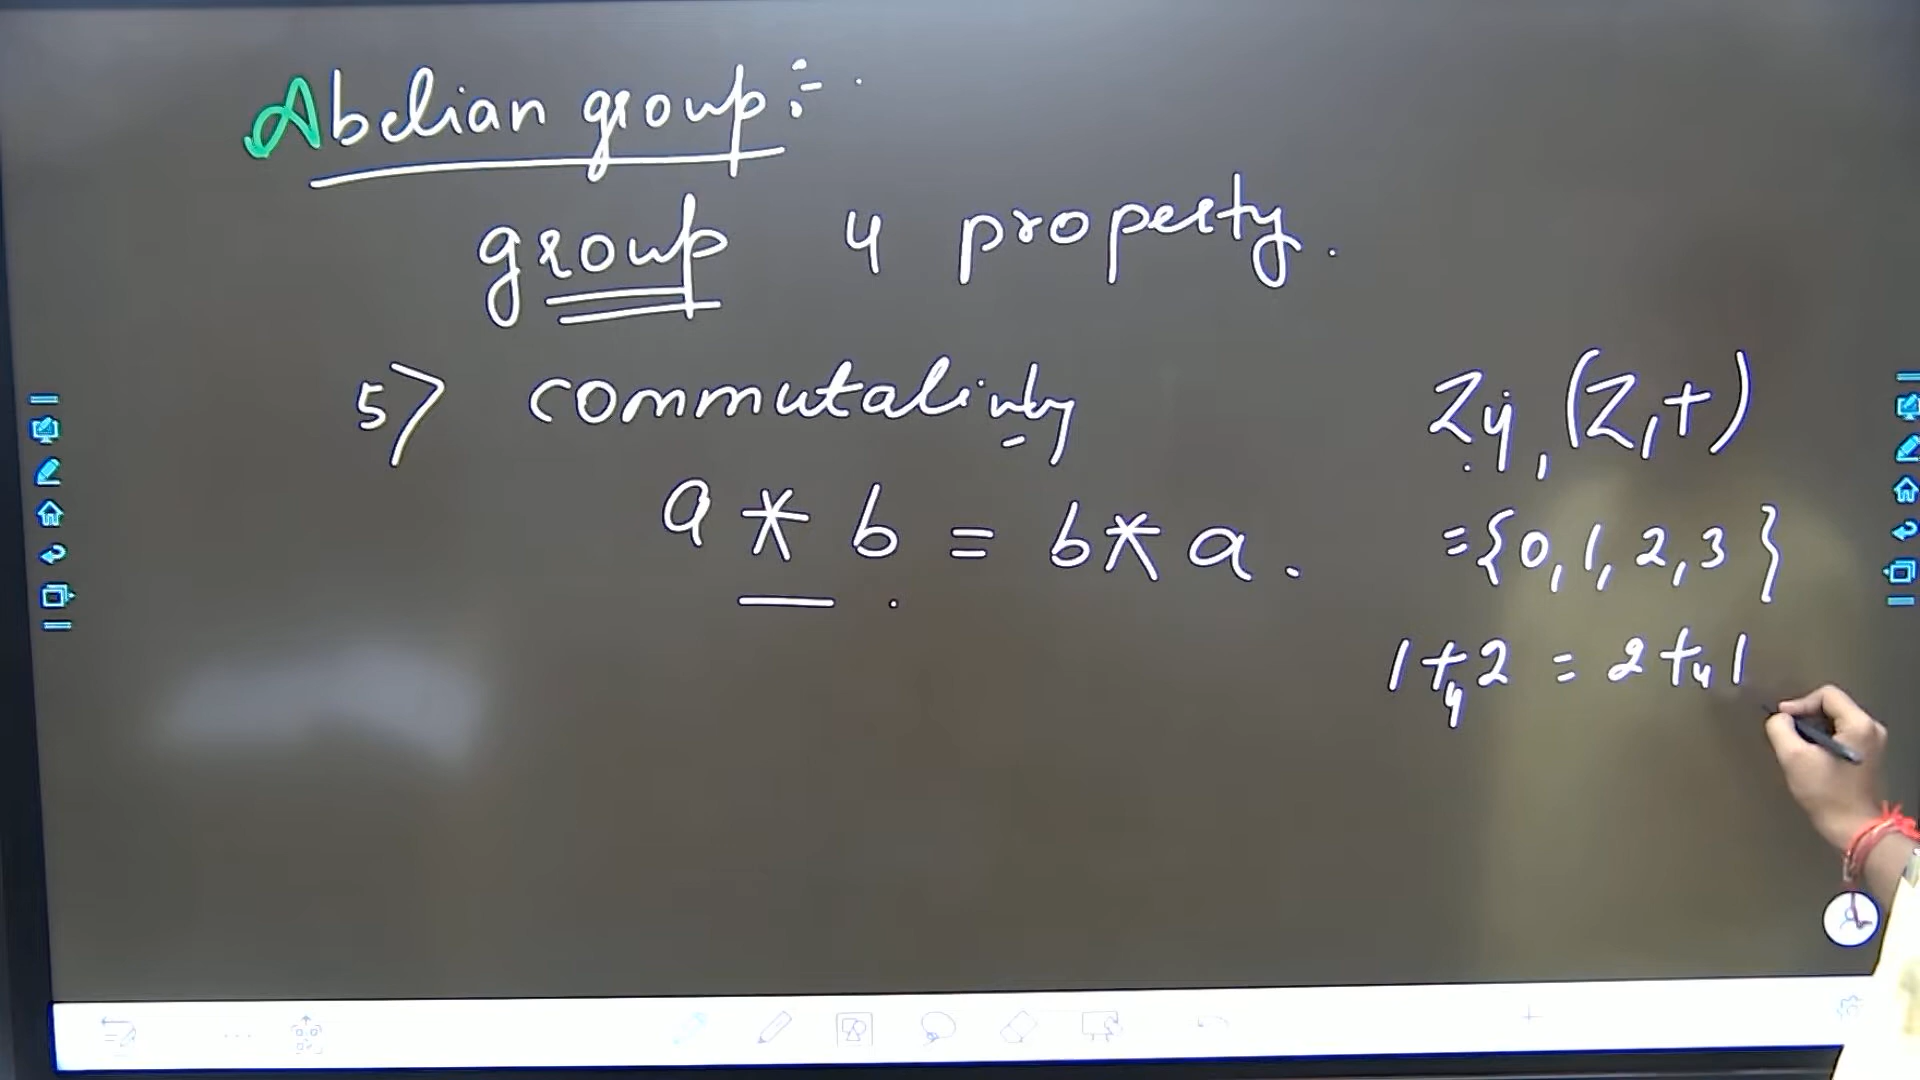 Abelian group :-
group 4 property.
5) commutativity
a * b = b * a.
Z4, (Z, +)
= {0, 1, 2, 3}
1 +4 2 = 2 +4 1